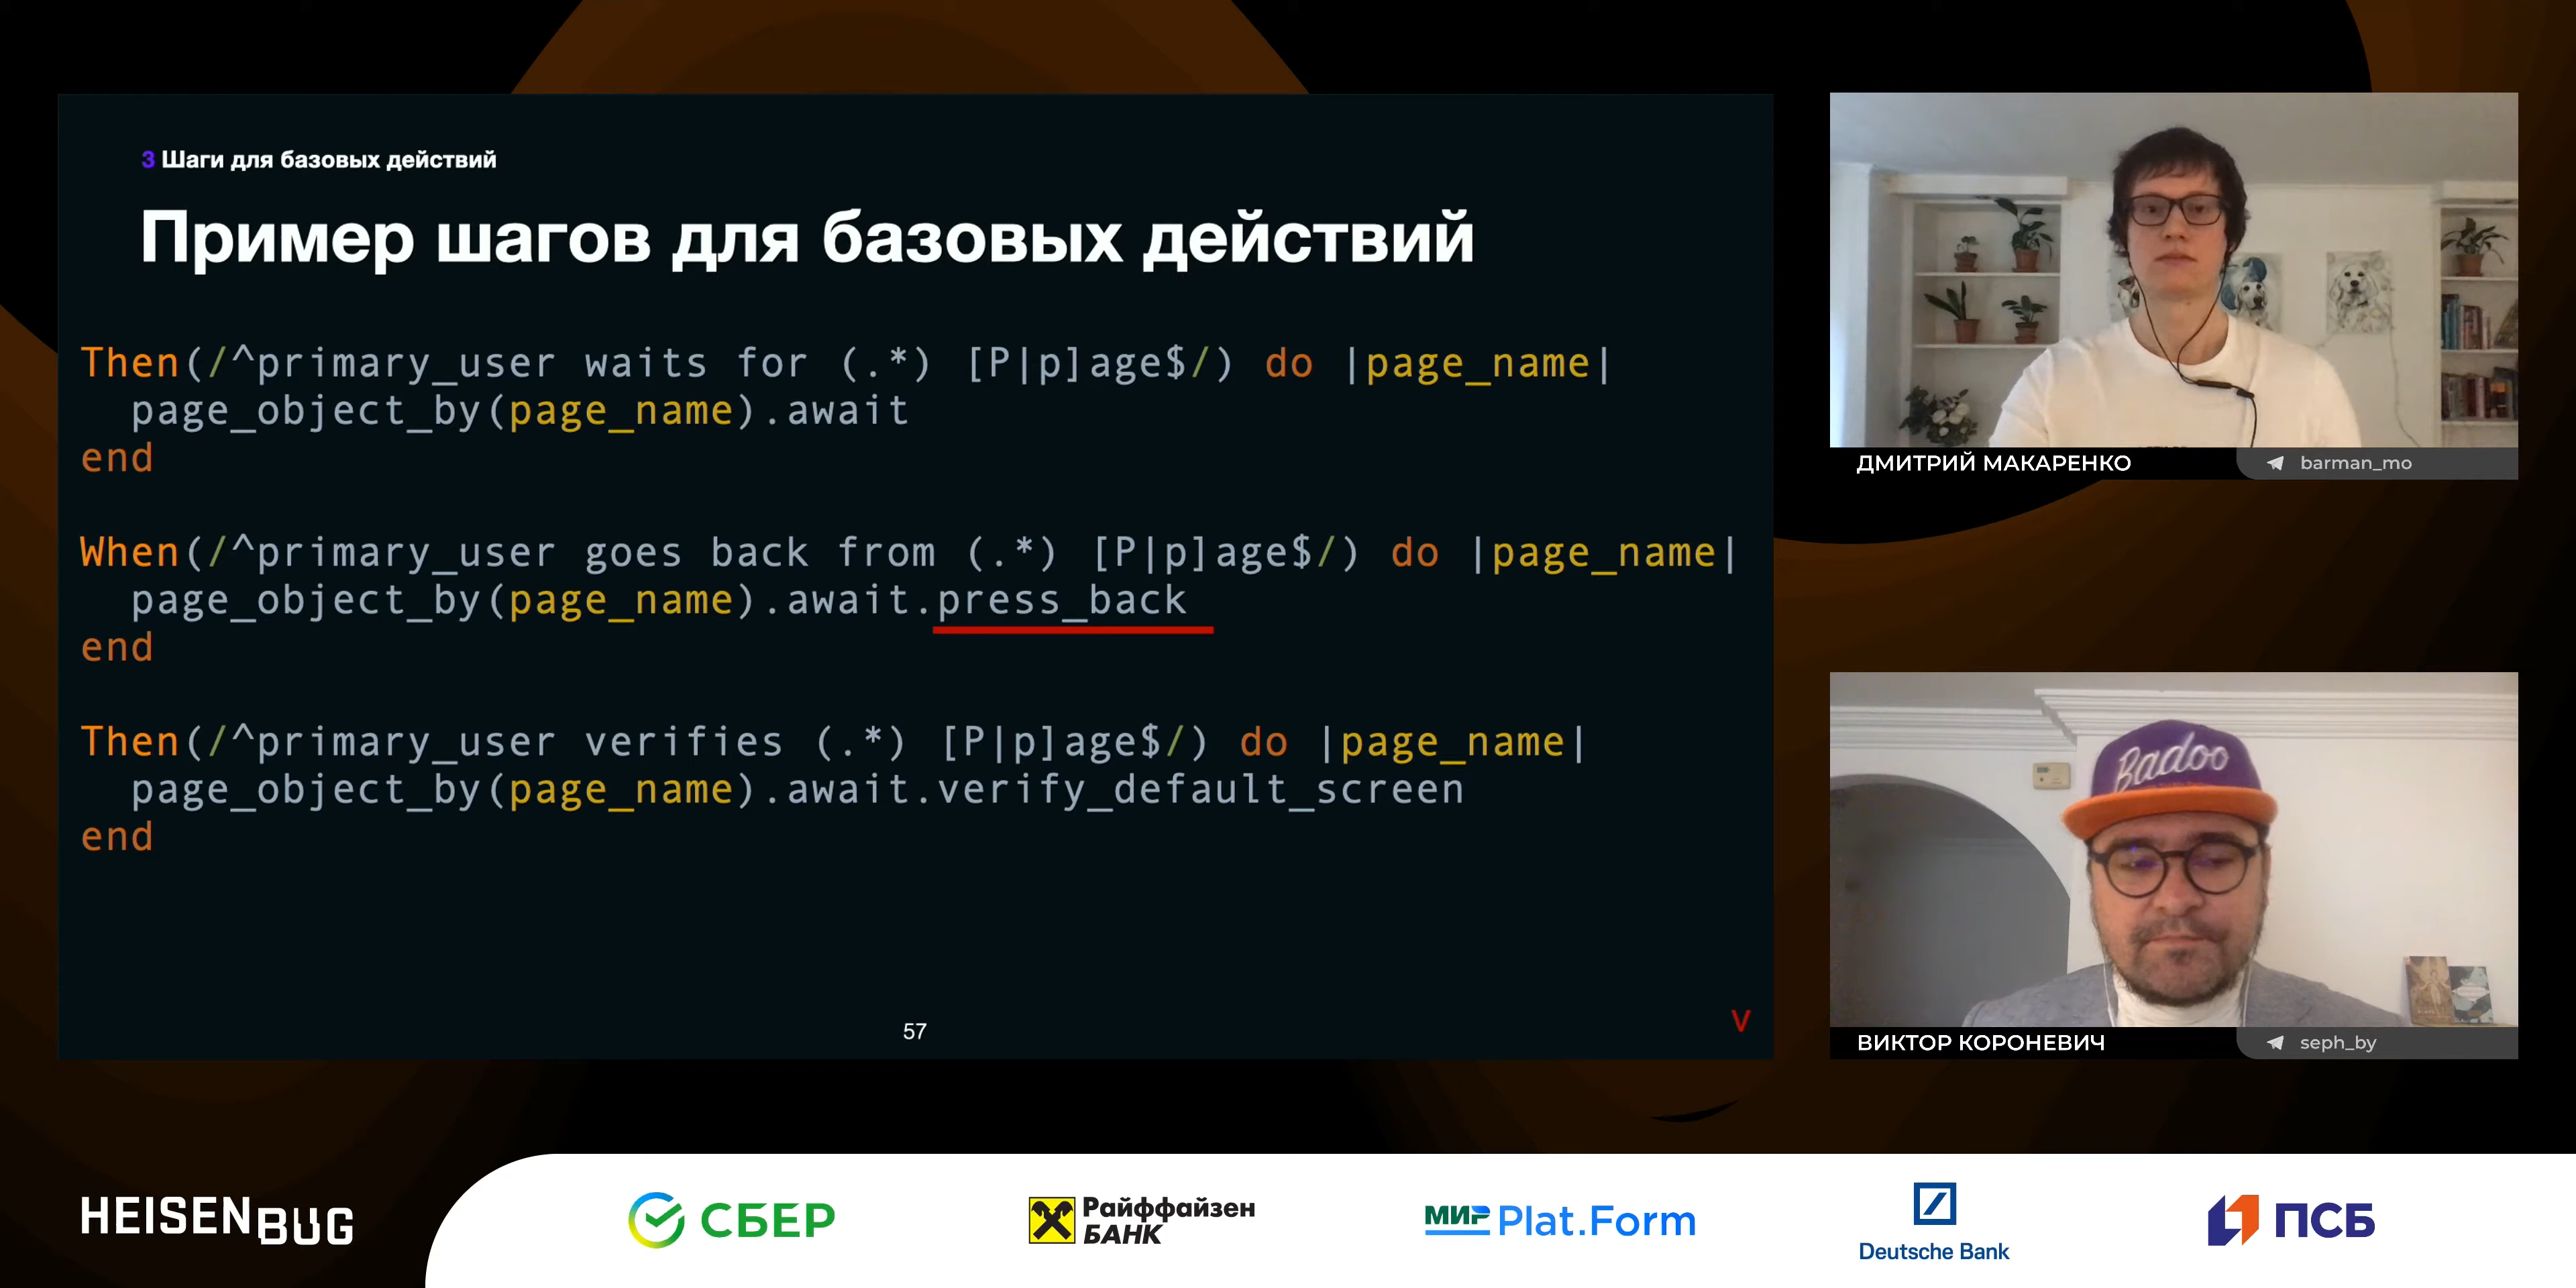 3 Шаги для базовых действий
Пример шагов для базовых действий
Then(/^primary_user waits for (.*) [P|p]age$/) do |page_name|
page_object_by(page_name).await
end
When(/^primary_user goes back from (.*) [P|p]age$/) do |page_name|
page_object_by(page_name).await.press_back
end
Then(/^primary_user verifies (.*) [P|p]age$/) do |page_name|
page_object_by(page_name).await.verify_default_screen
end
57
V
ДМИТРИЙ МАКАРЕНКО
barman_mo
Badoo
ВИКТОР КОРОНЕВИЧ
seph_by
HEISENBUG
СБЕР
Райффайзен
БАНК
МИР Plat.Form
Deutsche Bank
ПСБ